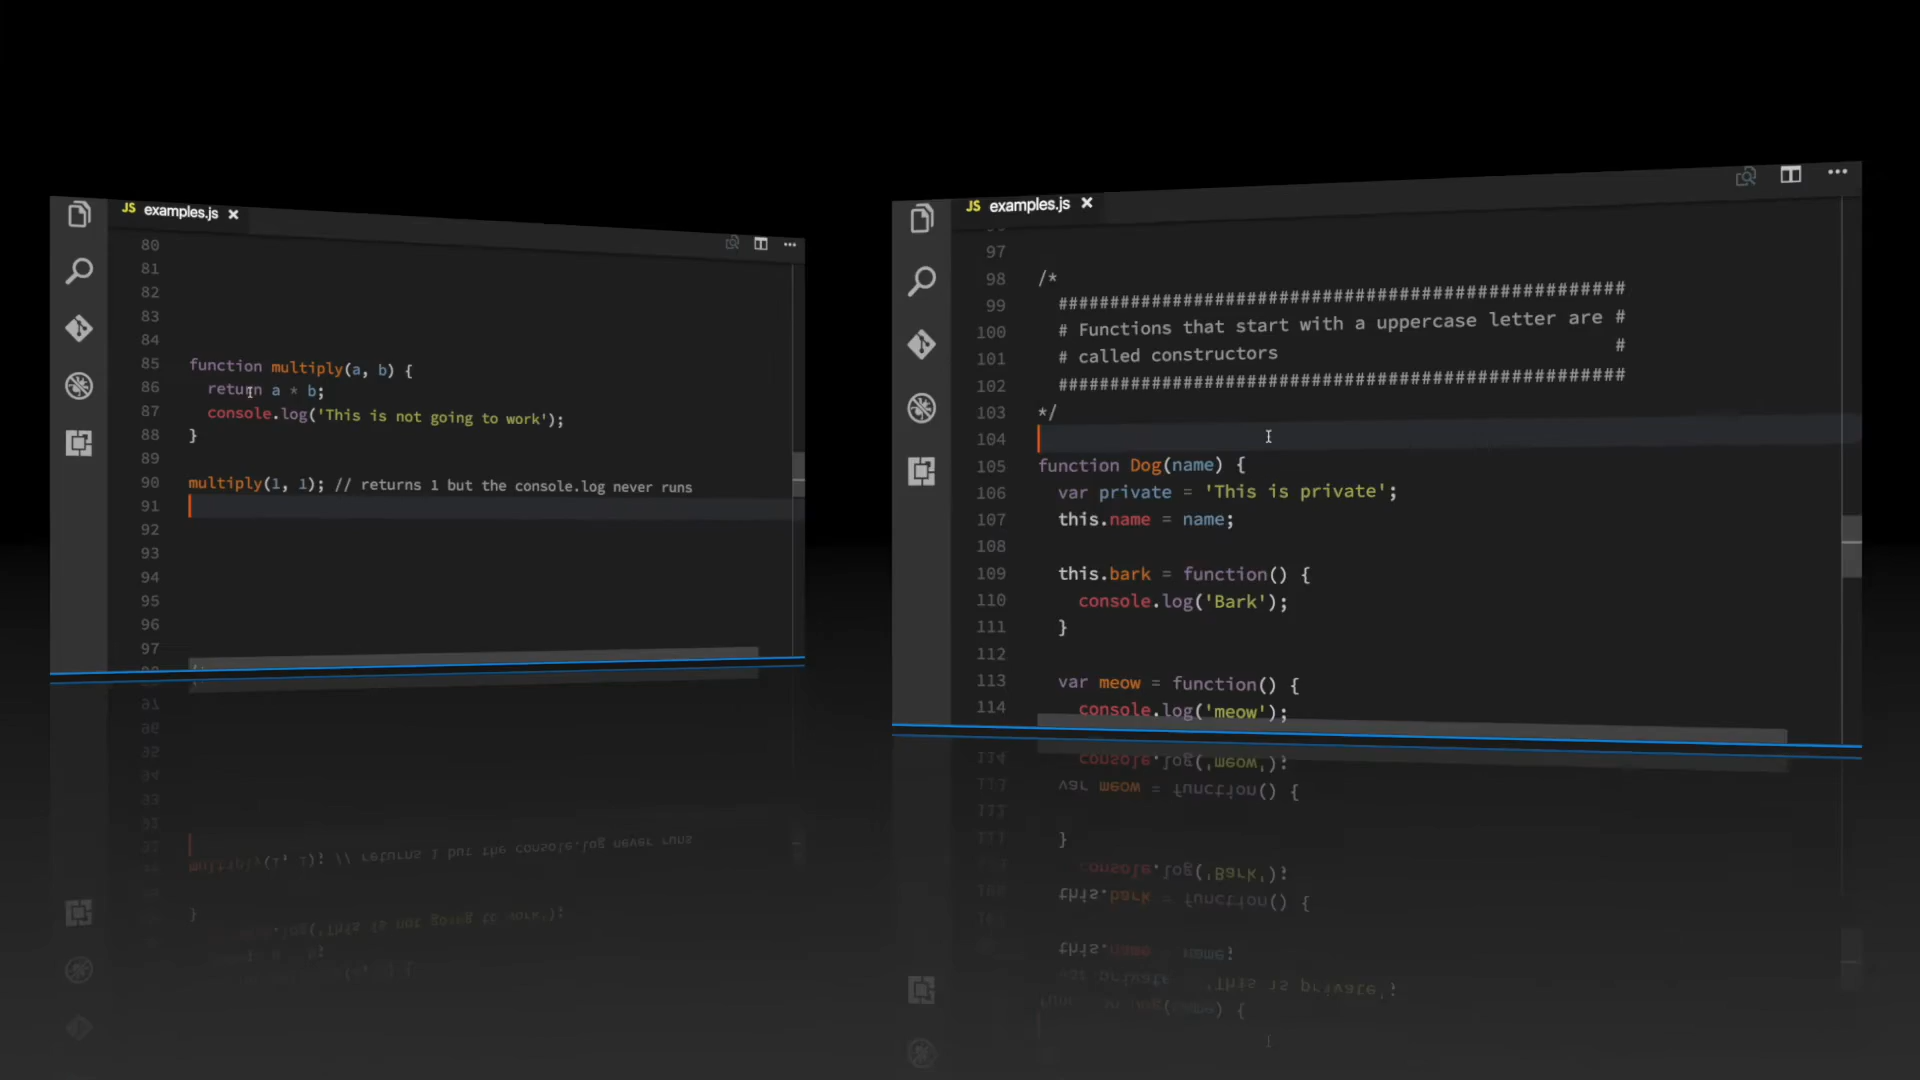 JS examples.js ×
80
81
82
83
84
85 function multiply(a, b) {
86 return a * b;
87 console.log('This is not going to work');
88 }
89
90 multiply(1, 1); // returns 1 but the console.log never runs
91
92
93
94
95
96
97
JS examples.js ×
97
98 /*
99 #######################################################
100 # Functions that start with a uppercase letter are #
101 # called constructors #
102 #######################################################
103 */
104
105 function Dog(name) {
106 var private = 'This is private';
107 this.name = name;
108
109 this.bark = function() {
110 console.log('Bark');
111 }
112
113 var meow = function() {
114 console.log('meow');